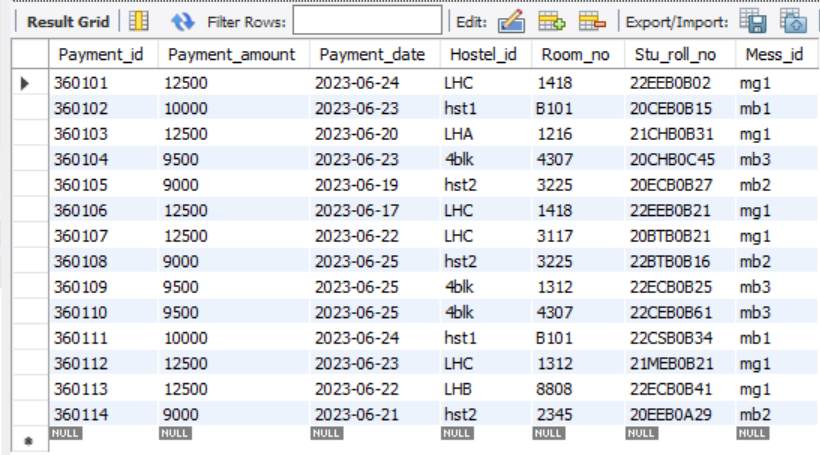 Result Grid Filter Rows: Edit: Export/Import:
Payment_id Payment_amount Payment_date Hostel_id Room_no Stu_roll_no Mess_id
360101 12500 2023-06-24 LHC 1418 22EEB0B02 mg1
360102 10000 2023-06-23 hst1 B101 20CEB0B15 mb1
360103 12500 2023-06-20 LHA 1216 21CHB0B31 mg1
360104 9500 2023-06-23 4blk 4307 20CHB0C45 mb3
360105 9000 2023-06-19 hst2 3225 20ECB0B27 mb2
360106 12500 2023-06-17 LHC 1418 22EEB0B21 mg1
360107 12500 2023-06-22 LHC 3117 20BTB0B21 mg1
360108 9000 2023-06-25 hst2 3225 22BTB0B16 mb2
360109 9500 2023-06-25 4blk 1312 22ECB0B25 mb3
360110 9500 2023-06-25 4blk 4307 22CEB0B61 mb3
360111 10000 2023-06-24 hst1 B101 22CSB0B34 mb1
360112 12500 2023-06-23 LHC 1312 21MEB0B21 mg1
360113 12500 2023-06-22 LHB 8808 22ECB0B41 mg1
360114 9000 2023-06-21 hst2 2345 20EEB0A29 mb2
NULL NULL NULL NULL NULL NULL NULL